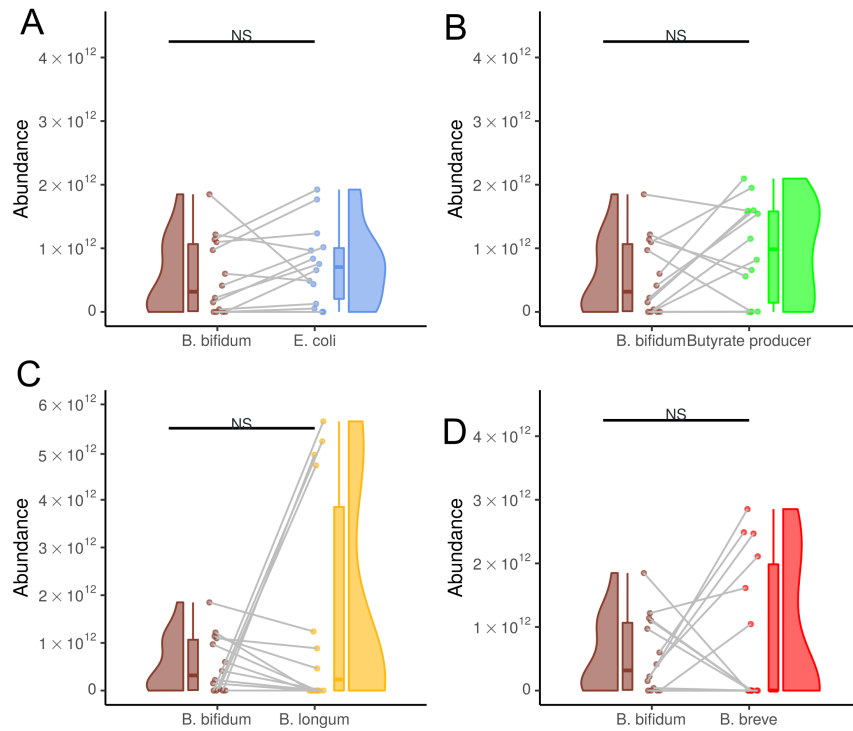 A
NS
4 × 10¹²
3 × 10¹²
2 × 10¹²
1 × 10¹²
0
Abundance
B. bifidum E. coli
B
NS
4 × 10¹²
3 × 10¹²
2 × 10¹²
1 × 10¹²
0
Abundance
B. bifidum Butyrate producer
C
NS
6 × 10¹²
5 × 10¹²
4 × 10¹²
3 × 10¹²
2 × 10¹²
1 × 10¹²
0
Abundance
B. bifidum B. longum
D
NS
4 × 10¹²
3 × 10¹²
2 × 10¹²
1 × 10¹²
0
Abundance
B. bifidum B. breve